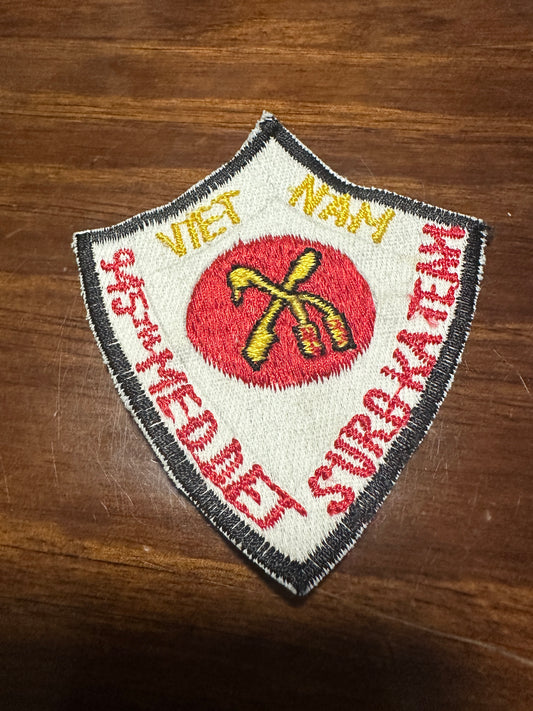 VIET NAM
945TH MED DET
SURG KA TEAM